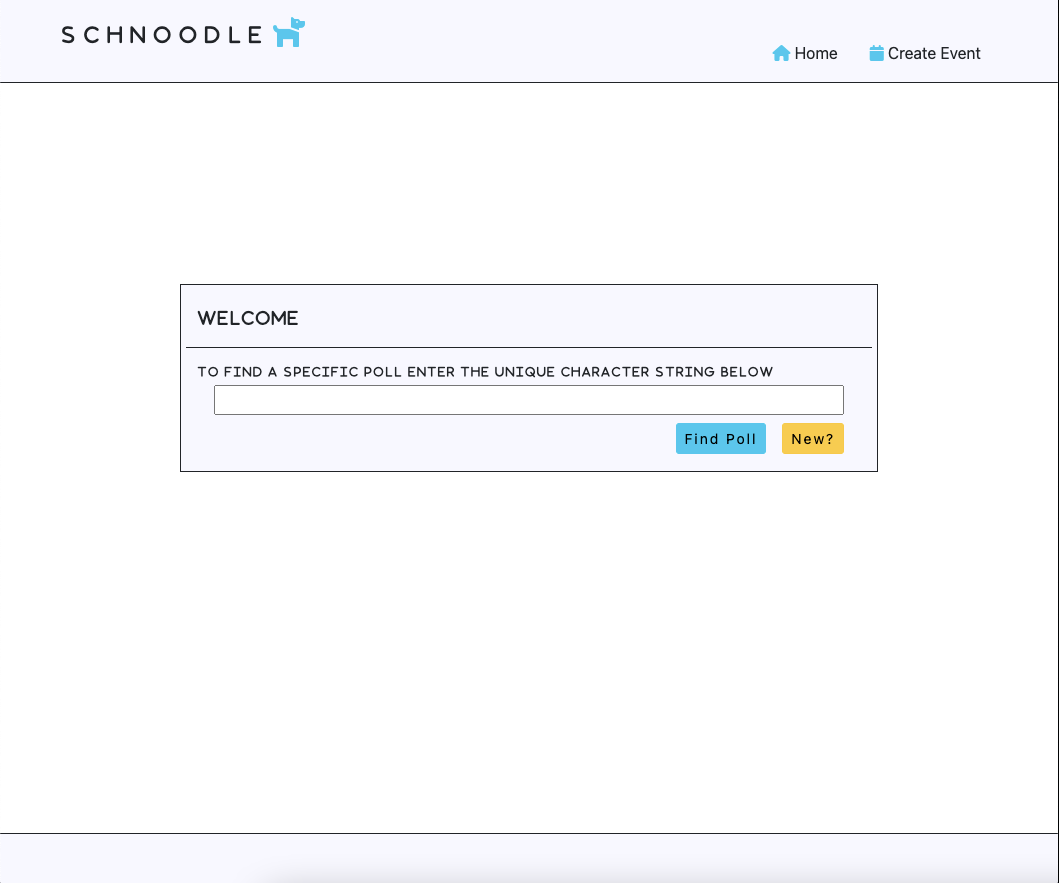 SCHNOODLE
Home Create Event
WELCOME
TO FIND A SPECIFIC POLL ENTER THE UNIQUE CHARACTER STRING BELOW
Find Poll New?